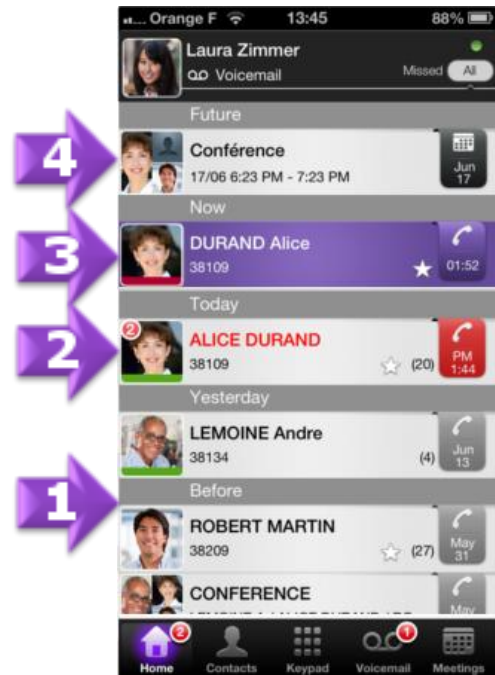 Orange F 13:45 88%
Laura Zimmer
Voicemail Missed All
Future
4
Conférence
17/06 6:23 PM - 7:23 PM
Jun
17
Now
3
DURAND Alice
38109
01:52
Today
2
2
ALICE DURAND
38109
(20)
PM
1:44
Yesterday
LEMOINE Andre
38134
(4)
Jun
13
1
Before
ROBERT MARTIN
38209
(27)
May
31
CONFERENCE
May
2
1
Home Contacts Keypad Voicemail Meetings